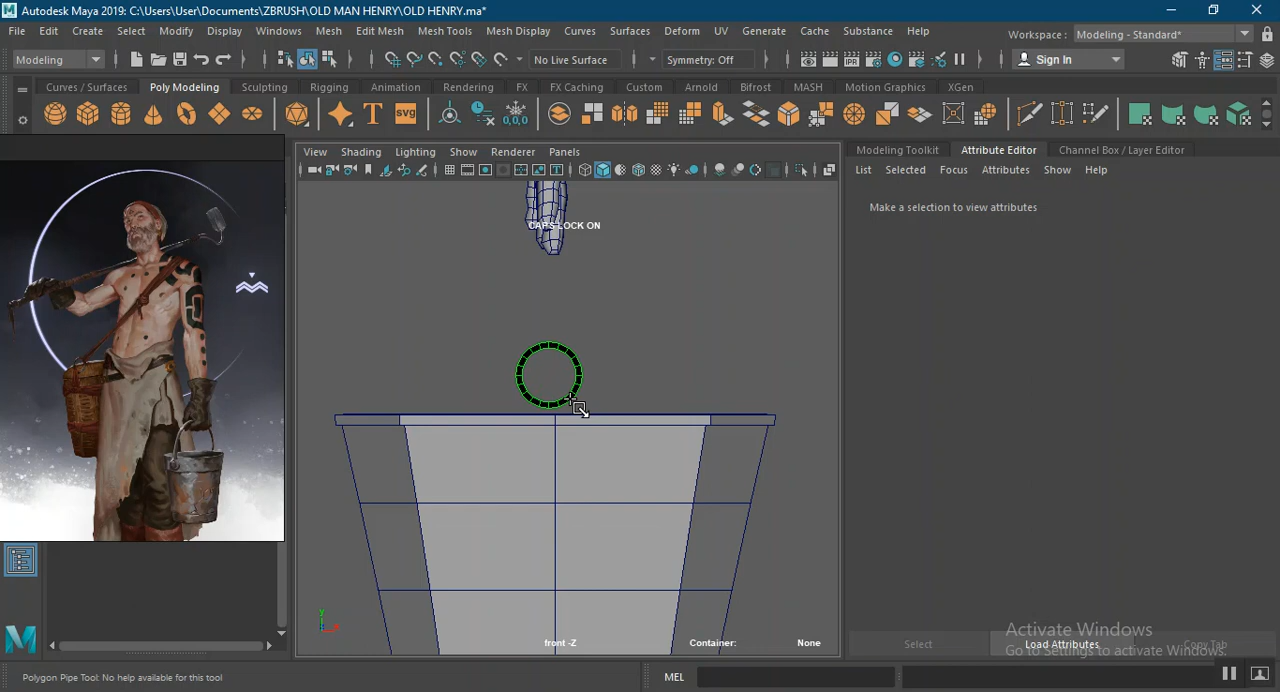 Autodesk Maya 2019: C:\Users\User\Documents\ZBRUSH\OLD MAN HENRY\OLD HENRY.ma*
File Edit Create Select Modify Display Windows Mesh Edit Mesh Mesh Tools Mesh Display Curves Surfaces Deform UV Generate Cache Substance Help Workspace : Modeling - Standard*
Modeling No Live Surface Symmetry: Off Sign In
Curves / Surfaces Poly Modeling Sculpting Rigging Animation Rendering FX FX Caching Custom Arnold Bifrost MASH Motion Graphics XGen
T SVG 0,0,0
View Shading Lighting Show Renderer Panels
Modeling Toolkit Attribute Editor Channel Box / Layer Editor
List Selected Focus Attributes Show Help
Make a selection to view attributes
CAPS LOCK ON
y
front -Z Container: None
Activate Windows
Go to Settings to activate Windows.
Select Load Attributes Copy Tab
Polygon Pipe Tool: No help available for this tool MEL